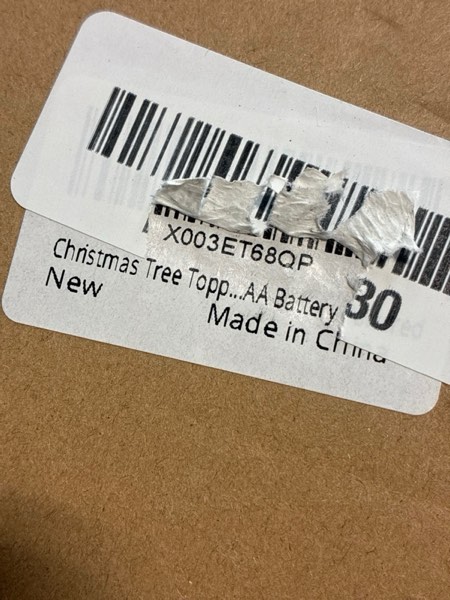 X003ET68QP
Christmas Tree Topp...AA Battery 30
New
Made in China